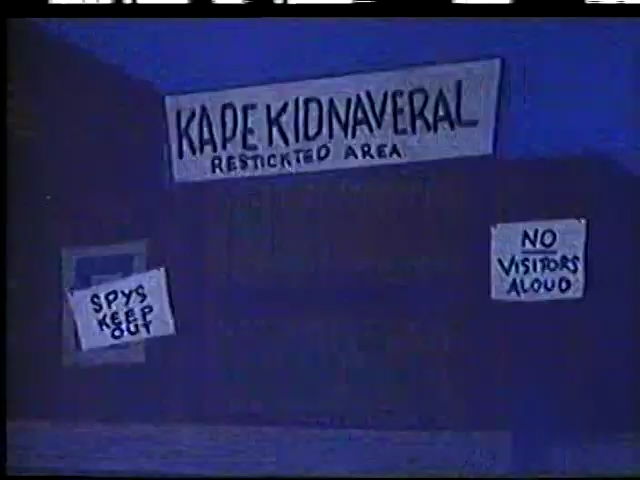 KAPE KIDNAVERAL
RESTICKTED AREA
NO
VISITORS
ALOUD
SPYS
KEEP
OUT